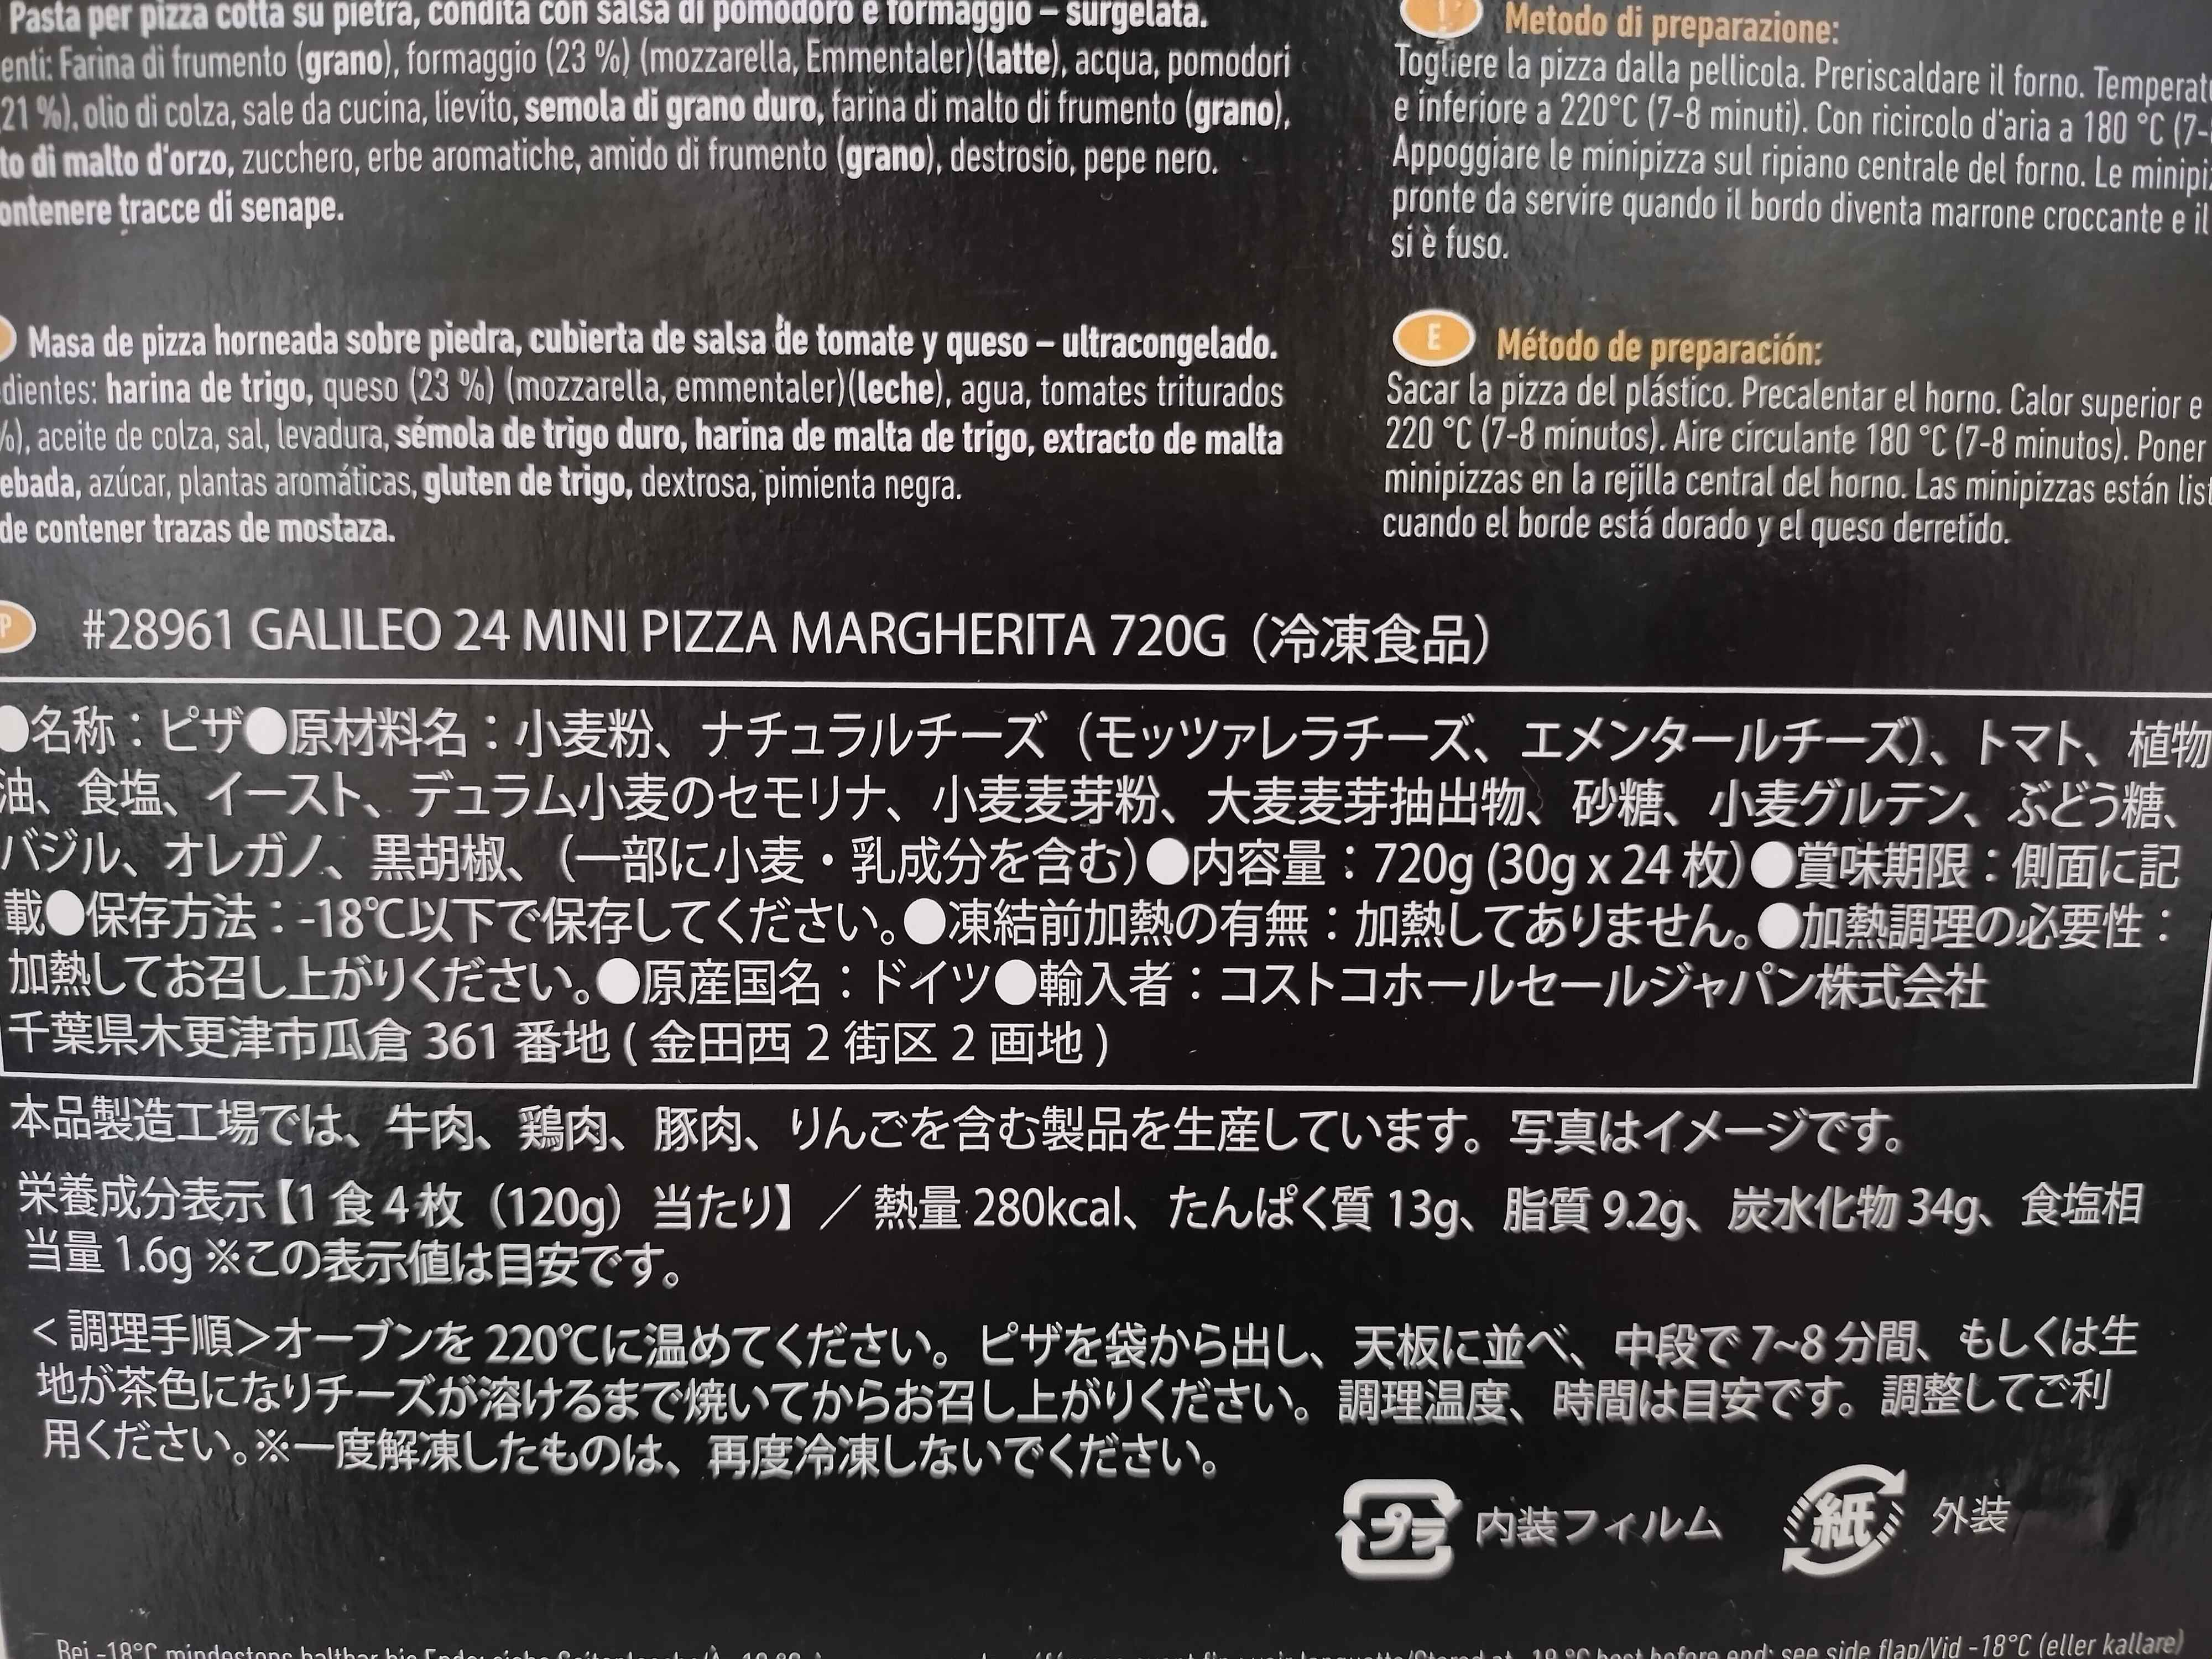 Pasta per pizza cotta su pietra, condita con salsa di pomodoro e formaggio – surgelata.
Farina di frumento (grano), formaggio (23 %) (mozzarella, Emmentaler)(latte), acqua, pomodori
21 %), olio di colza, sale da cucina, lievito, semola di grano duro, farina di malto di frumento (grano),
di malto d'orzo, zucchero, erbe aromatiche, amido di frumento (grano), destrosio, pepe nero.
tracce di senape.
Metodo di preparazione:
Togliere la pizza dalla pellicola. Preriscaldare il forno.
e inferiore a 220°C (7-8 minuti). Con ricircolo d'aria a 180 °C (7-
Appoggiare le minipizza sul ripiano centrale del forno. Le
pronte da servire quando il bordo diventa marrone croccante e il
si è fuso.
Masa de pizza horneada sobre piedra, cubierta de salsa de tomate y queso – ultracongelado.
harina de trigo, queso (23 %) (mozzarella, emmentaler)(leche), agua, tomates triturados
%), aceite de colza, sal, levadura, sémola de trigo duro, harina de malta de trigo, extracto de malta
azúcar, plantas aromáticas, gluten de trigo, dextrosa, pimienta negra.
de contener trazas de mostaza.
E Método de preparación:
Sacar la pizza del plástico. Precalentar el horno. Calor superior e
220 °C (7-8 minutos). Aire circulante 180 °C (7-8 minutos). Poner
minipizzas en la rejilla central del horno. Las minipizzas están
cuando el borde está dorado y el queso derretido.
P #28961 GALILEO 24 MINI PIZZA MARGHERITA 720G（冷凍食品）
●名称：ピザ●原材料名：小麦粉、ナチュラルチーズ（モッツァレラチーズ、エメンタールチーズ）、トマト、植物
油、食塩、イースト、デュラム小麦のセモリナ、小麦麦芽粉、大麦麦芽抽出物、砂糖、小麦グルテン、ぶどう糖、
バジル、オレガノ、黒胡椒、（一部に小麦・乳成分を含む）●内容量：720g (30g x 24 枚）●賞味期限：側面に記
載●保存方法：-18℃以下で保存してください。●凍結前加熱の有無：加熱してありません。●加熱調理の必要性：
加熱してお召し上がりください。●原産国名：ドイツ●輸入者：コストコホールセールジャパン株式会社
千葉県木更津市瓜倉 361 番地 ( 金田西 2 街区 2 画地 )
本品製造工場では、牛肉、鶏肉、豚肉、りんごを含む製品を生産しています。写真はイメージです。
栄養成分表示【1 食 4 枚（120g）当たり】／熱量 280kcal、たんぱく質 13g、脂質 9.2g、炭水化物 34g、食塩相
当量 1.6g ※この表示値は目安です。
＜調理手順＞オーブンを 220℃に温めてください。ピザを袋から出し、天板に並べ、中段で 7~8 分間、もしくは生
地が茶色になりチーズが溶けるまで焼いてからお召し上がりください。調理温度、時間は目安です。調整してご利
用ください。※一度解凍したものは、再度冷凍しないでください。
プラ 内装フィルム 紙 外装
see side flap/Vid -18°C (eller kallare)